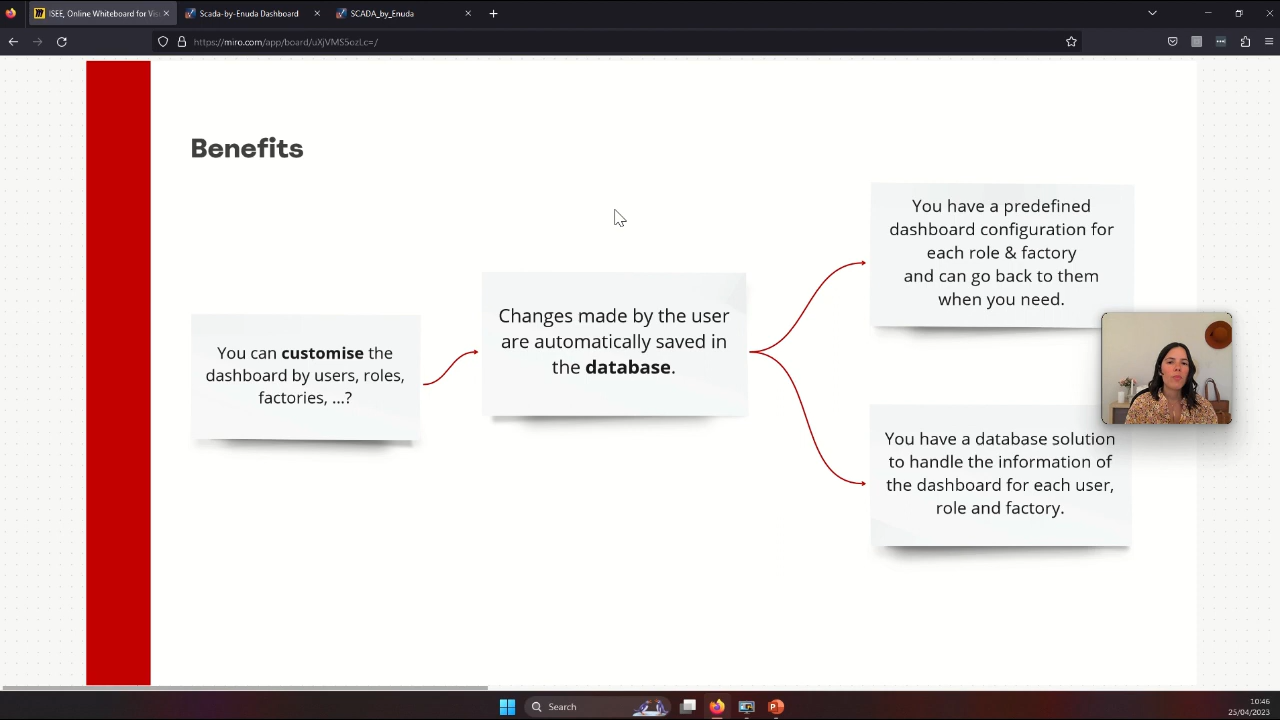 ISEE, Online Whiteboard for Vis
Scada-by-Enuda Dashboard
SCADA_by_Enuda
https://miro.com/app/board/uXjVMS5ozLc=/
Benefits
You can customise the
dashboard by users, roles,
factories, ...?
Changes made by the user
are automatically saved in
the database.
You have a predefined
dashboard configuration for
each role & factory
and can go back to them
when you need.
You have a database solution
to handle the information of
the dashboard for each user,
role and factory.
Search
10:46
25/04/2023